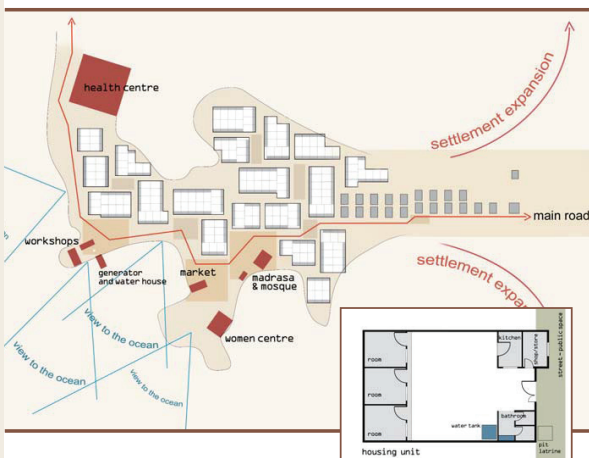 health centre
settlement expansion
main road
workshops
generator
and water house
market
madrasa
& mosque
women centre
view to the ocean
view to the ocean
view to the ocean
view to the ocean
room
room
room
kitchen
shop/store
street = public space
water tank
bathroom
pit
latrine
housing unit